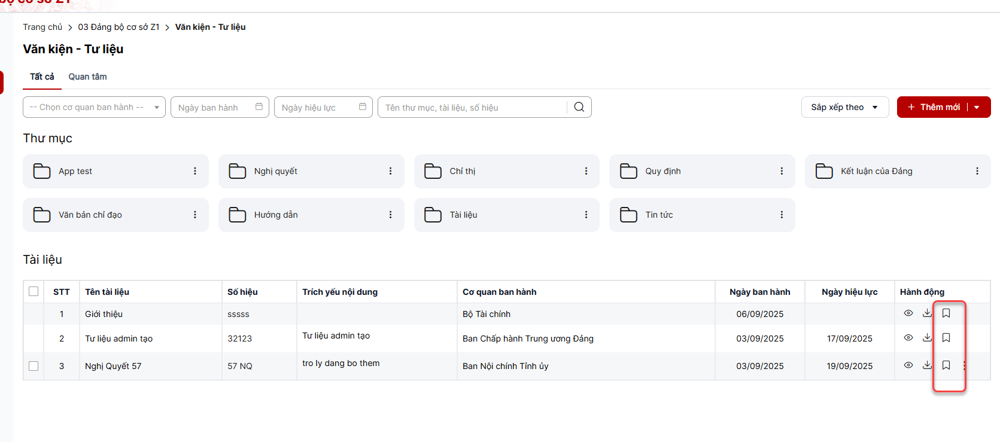 bộ cơ sở Z1
Trang chủ > 03 Đảng bộ cơ sở Z1 > Văn kiện - Tư liệu
Văn kiện - Tư liệu
Tất cả Quan tâm
-- Chọn cơ quan ban hành -- Ngày ban hành Ngày hiệu lực Tên thư mục, tài liệu, số hiệu Sắp xếp theo + Thêm mới
Thư mục
App test Nghị quyết Chỉ thị Quy định Kết luận của Đảng
Văn bản chỉ đạo Hướng dẫn Tài liệu Tin tức
Tài liệu
STT Tên tài liệu Số hiệu Trích yếu nội dung Cơ quan ban hành Ngày ban hành Ngày hiệu lực Hành động
1 Giới thiệu sssss Bộ Tài chính 06/09/2025
2 Tư liệu admin tạo 32123 Tư liệu admin tạo Ban Chấp hành Trung ương Đảng 03/09/2025 17/09/2025
3 Nghị Quyết 57 57 NQ tro ly dang bo them Ban Nội chính Tỉnh ủy 03/09/2025 19/09/2025